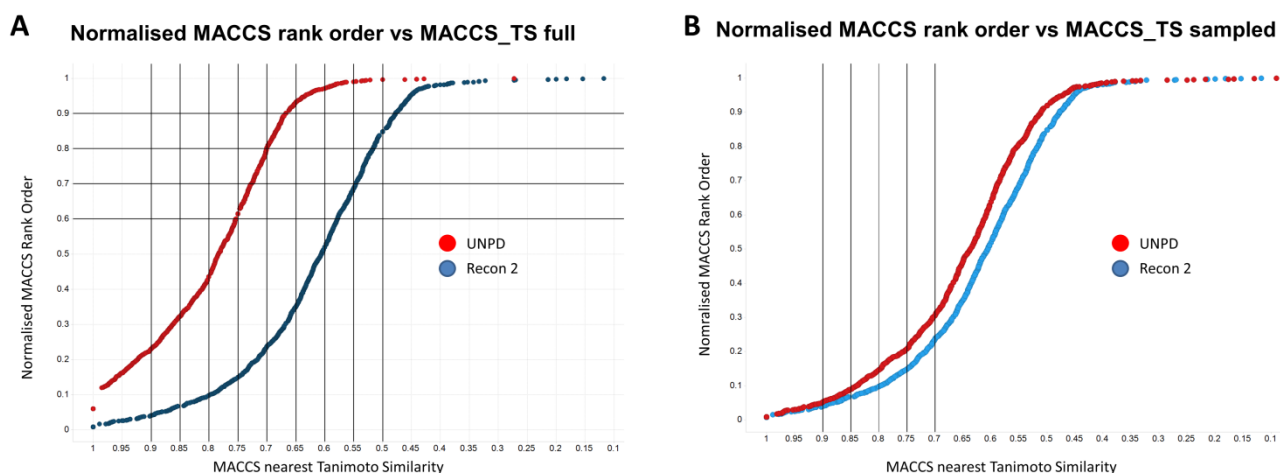 A
Normalised MACCS rank order vs MACCS_TS full
Normalised MACCS Rank Order
1
0.9
0.8
0.7
0.6
0.5
0.4
0.3
0.2
0.1
0
UNPD
Recon 2
1 0.95 0.9 0.85 0.8 0.75 0.7 0.65 0.6 0.55 0.5 0.45 0.4 0.35 0.3 0.25 0.2 0.15 0.1
MACCS nearest Tanimoto Similarity
B
Normalised MACCS rank order vs MACCS_TS sampled
Nomralised MACCS Rank Order
1
0.9
0.8
0.7
0.6
0.5
0.4
0.3
0.2
0.1
0
UNPD
Recon 2
1 0.95 0.9 0.85 0.8 0.75 0.7 0.65 0.6 0.55 0.5 0.45 0.4 0.35 0.3 0.25 0.2 0.15 0.1
MACCS nearest Tanimoto Similarity